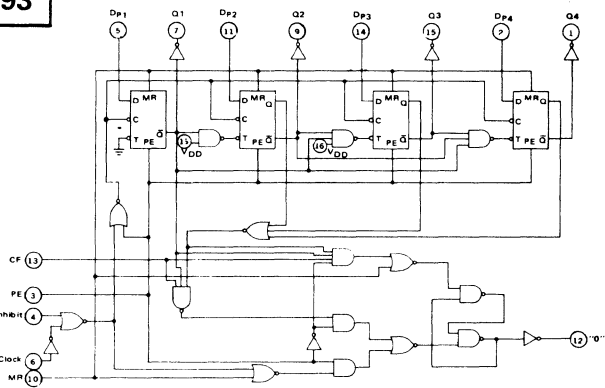 93
DP1 Q1 DP2 Q2 DP3 Q3 DP4 Q4
5 7 11 9 14 15 2 1
D MR C T PE Q̄
D MR Q C T PE Q̄
D MR Q C T PE Q̄
D MR Q C T PE Q̄
VDD
16 VDD
CF 13
PE 3
nhibit 4
Clock 6
MR 10
12 "0"